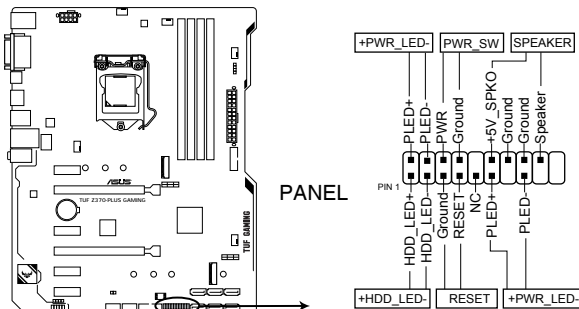 +PWR_LED-
PWR_SW
SPEAKER
PLED+
PLED-
PWR
Ground
+5V_SPKO
Ground
Ground
Speaker
PIN 1
PANEL
HDD_LED+
HDD_LED-
Ground
RESET
NC
PLED+
PLED-
+HDD_LED-
RESET
+PWR_LED-
ASUS
TUF Z370-PLUS GAMING
TUF GAMING